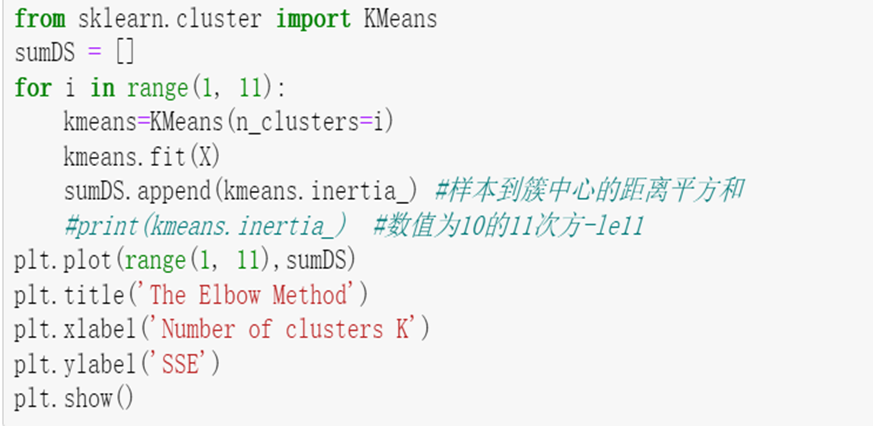 from sklearn.cluster import KMeans
sumDS = []
for i in range(1, 11):
    kmeans=KMeans(n_clusters=i)
    kmeans.fit(X)
    sumDS.append(kmeans.inertia_) #样本到簇中心的距离平方和
    #print(kmeans.inertia_)  #数值为10的11次方-1e11
plt.plot(range(1, 11),sumDS)
plt.title('The Elbow Method')
plt.xlabel('Number of clusters K')
plt.ylabel('SSE')
plt.show()